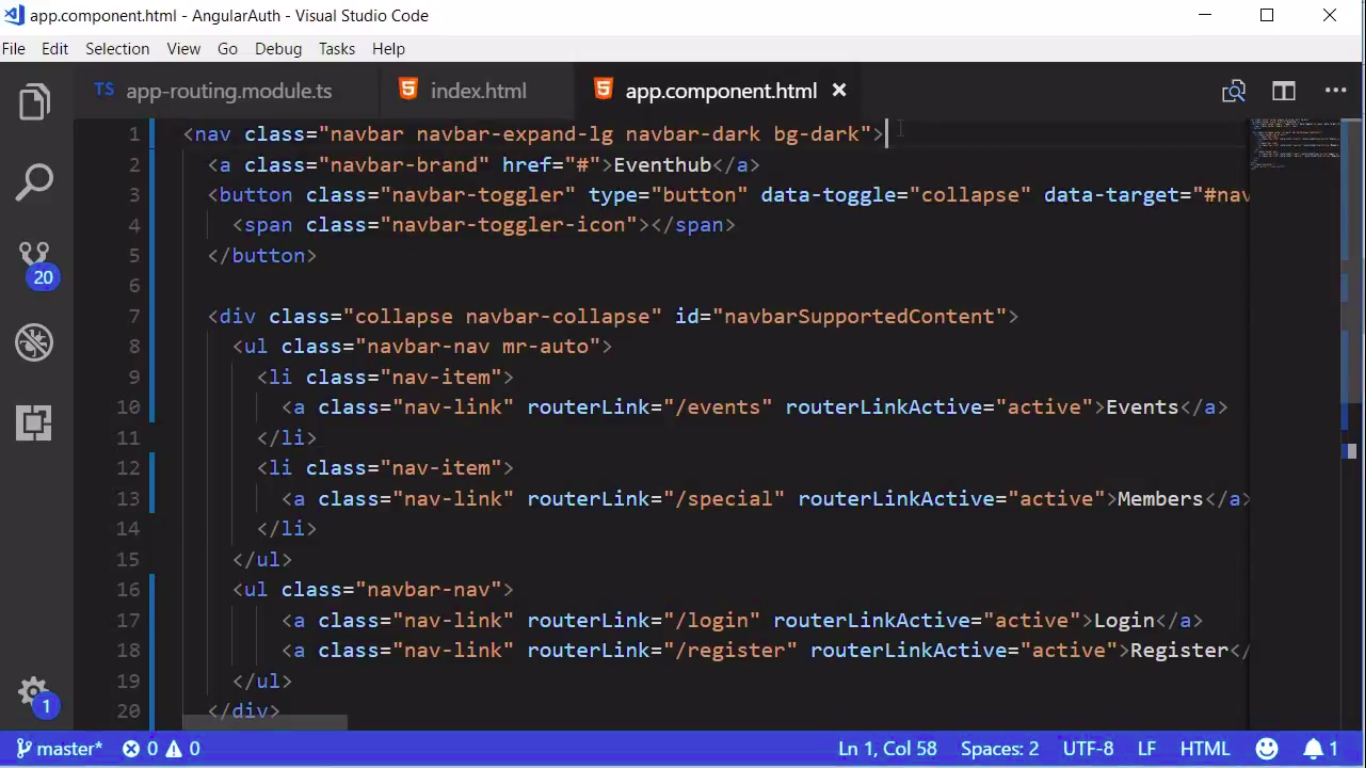 app.component.html - AngularAuth - Visual Studio Code
File Edit Selection View Go Debug Tasks Help
TS app-routing.module.ts index.html app.component.html
1 <nav class="navbar navbar-expand-lg navbar-dark bg-dark">
2 <a class="navbar-brand" href="#">Eventhub</a>
3 <button class="navbar-toggler" type="button" data-toggle="collapse" data-target="#nav
4 <span class="navbar-toggler-icon"></span>
5 </button>
6
7 <div class="collapse navbar-collapse" id="navbarSupportedContent">
8 <ul class="navbar-nav mr-auto">
9 <li class="nav-item">
10 <a class="nav-link" routerLink="/events" routerLinkActive="active">Events</a>
11 </li>
12 <li class="nav-item">
13 <a class="nav-link" routerLink="/special" routerLinkActive="active">Members</a>
14 </li>
15 </ul>
16 <ul class="navbar-nav">
17 <a class="nav-link" routerLink="/login" routerLinkActive="active">Login</a>
18 <a class="nav-link" routerLink="/register" routerLinkActive="active">Register</
19 </ul>
20 </div>
20
1
master* 0 0 Ln 1, Col 58 Spaces: 2 UTF-8 LF HTML 1